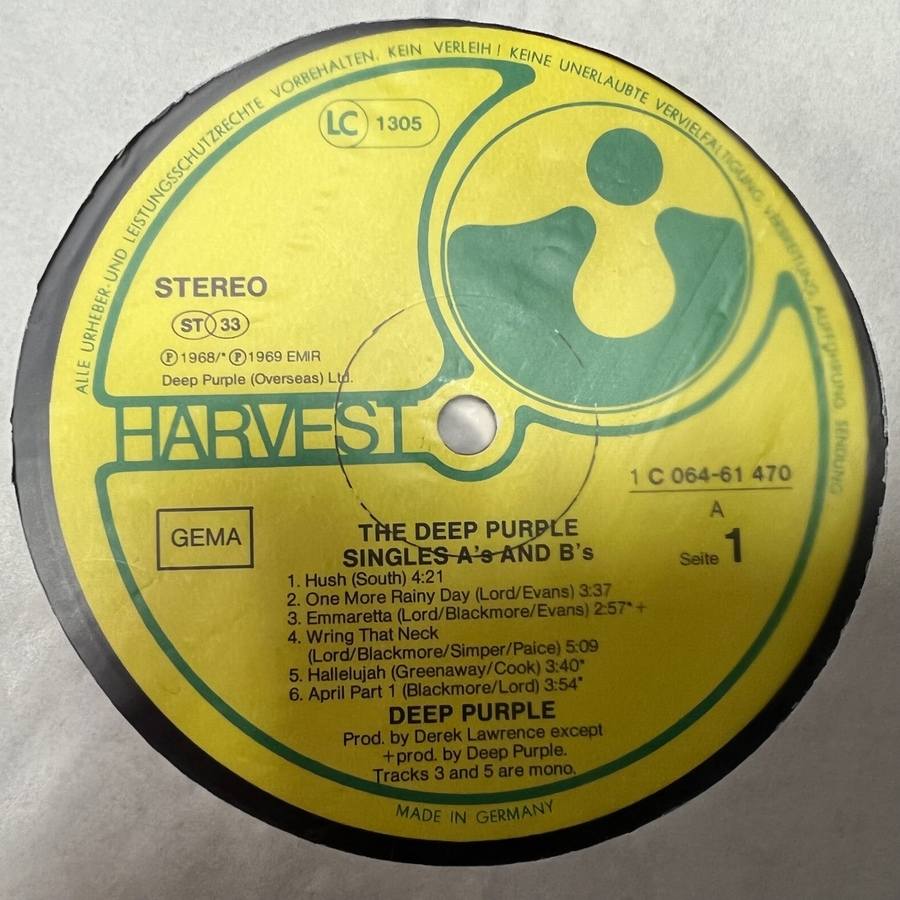 ALLE URHEBER- UND LEISTUNGSSCHUTZRECHTE VORBEHALTEN. KEIN VERLEIH! KEINE UNERLAUBTE VERVIELFÄLTIGUNG, VERMIETUNG, AUFFÜHRUNG, SENDUNG
LC 1305
STEREO
ST 33
Ⓟ 1968/* Ⓟ 1969 EMIR
Deep Purple (Overseas) Ltd.
HARVEST
1 C 064-61 470
A
Seite 1
GEMA
THE DEEP PURPLE
SINGLES A's AND B's
1. Hush (South) 4:21
2. One More Rainy Day (Lord/Evans) 3:37
3. Emmaretta (Lord/Blackmore/Evans) 2:57*+
4. Wring That Neck
(Lord/Blackmore/Simper/Paice) 5:09
5. Hallelujah (Greenaway/Cook) 3:40*
6. April Part 1 (Blackmore/Lord) 3:54*
DEEP PURPLE
Prod. by Derek Lawrence except
+prod. by Deep Purple.
Tracks 3 and 5 are mono.
MADE IN GERMANY